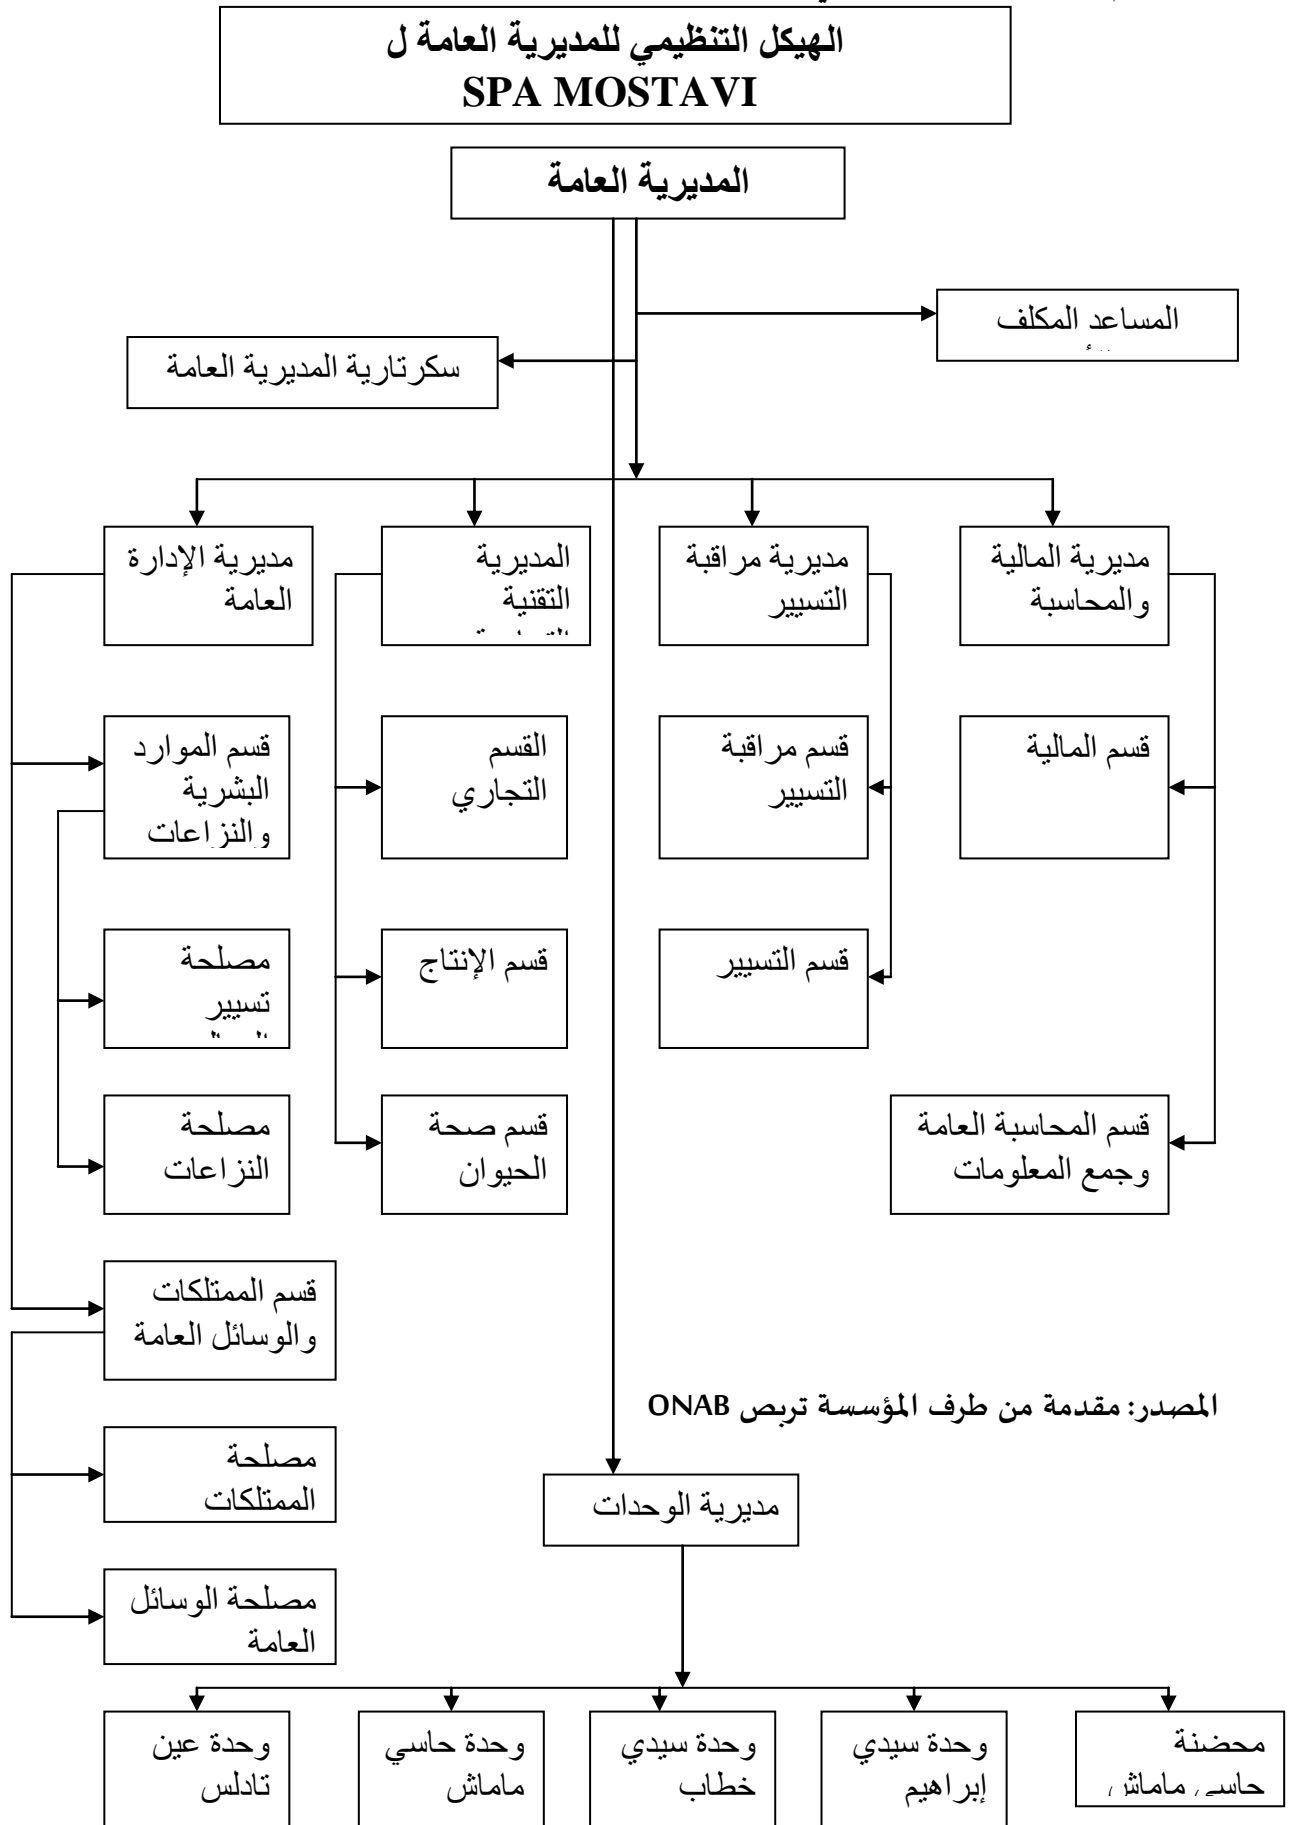 الهيكل التنظيمي للمديرية العامة ل
SPA MOSTAVI
المديرية العامة
المساعد المكلف
سكرتارية المديرية العامة
مديرية المالية
والمحاسبة
مديرية مراقبة
التسيير
المديرية
التقنية
مديرية الإدارة
العامة
قسم المالية
قسم مراقبة
التسيير
القسم
التجاري
قسم الموارد
البشرية
والنزاعات
قسم التسيير
قسم الإنتاج
مصلحة
تسيير
قسم المحاسبة العامة
وجمع المعلومات
قسم صحة
الحيوان
مصلحة
النزاعات
قسم الممتلكات
والوسائل العامة
المصدر: مقدمة من طرف المؤسسة تربص ONAB
مصلحة
الممتلكات
مديرية الوحدات
مصلحة الوسائل
العامة
محضنة
حاسي ماماش
وحدة سيدي
إبراهيم
وحدة سيدي
خطاب
وحدة حاسي
ماماش
وحدة عين
تادلس